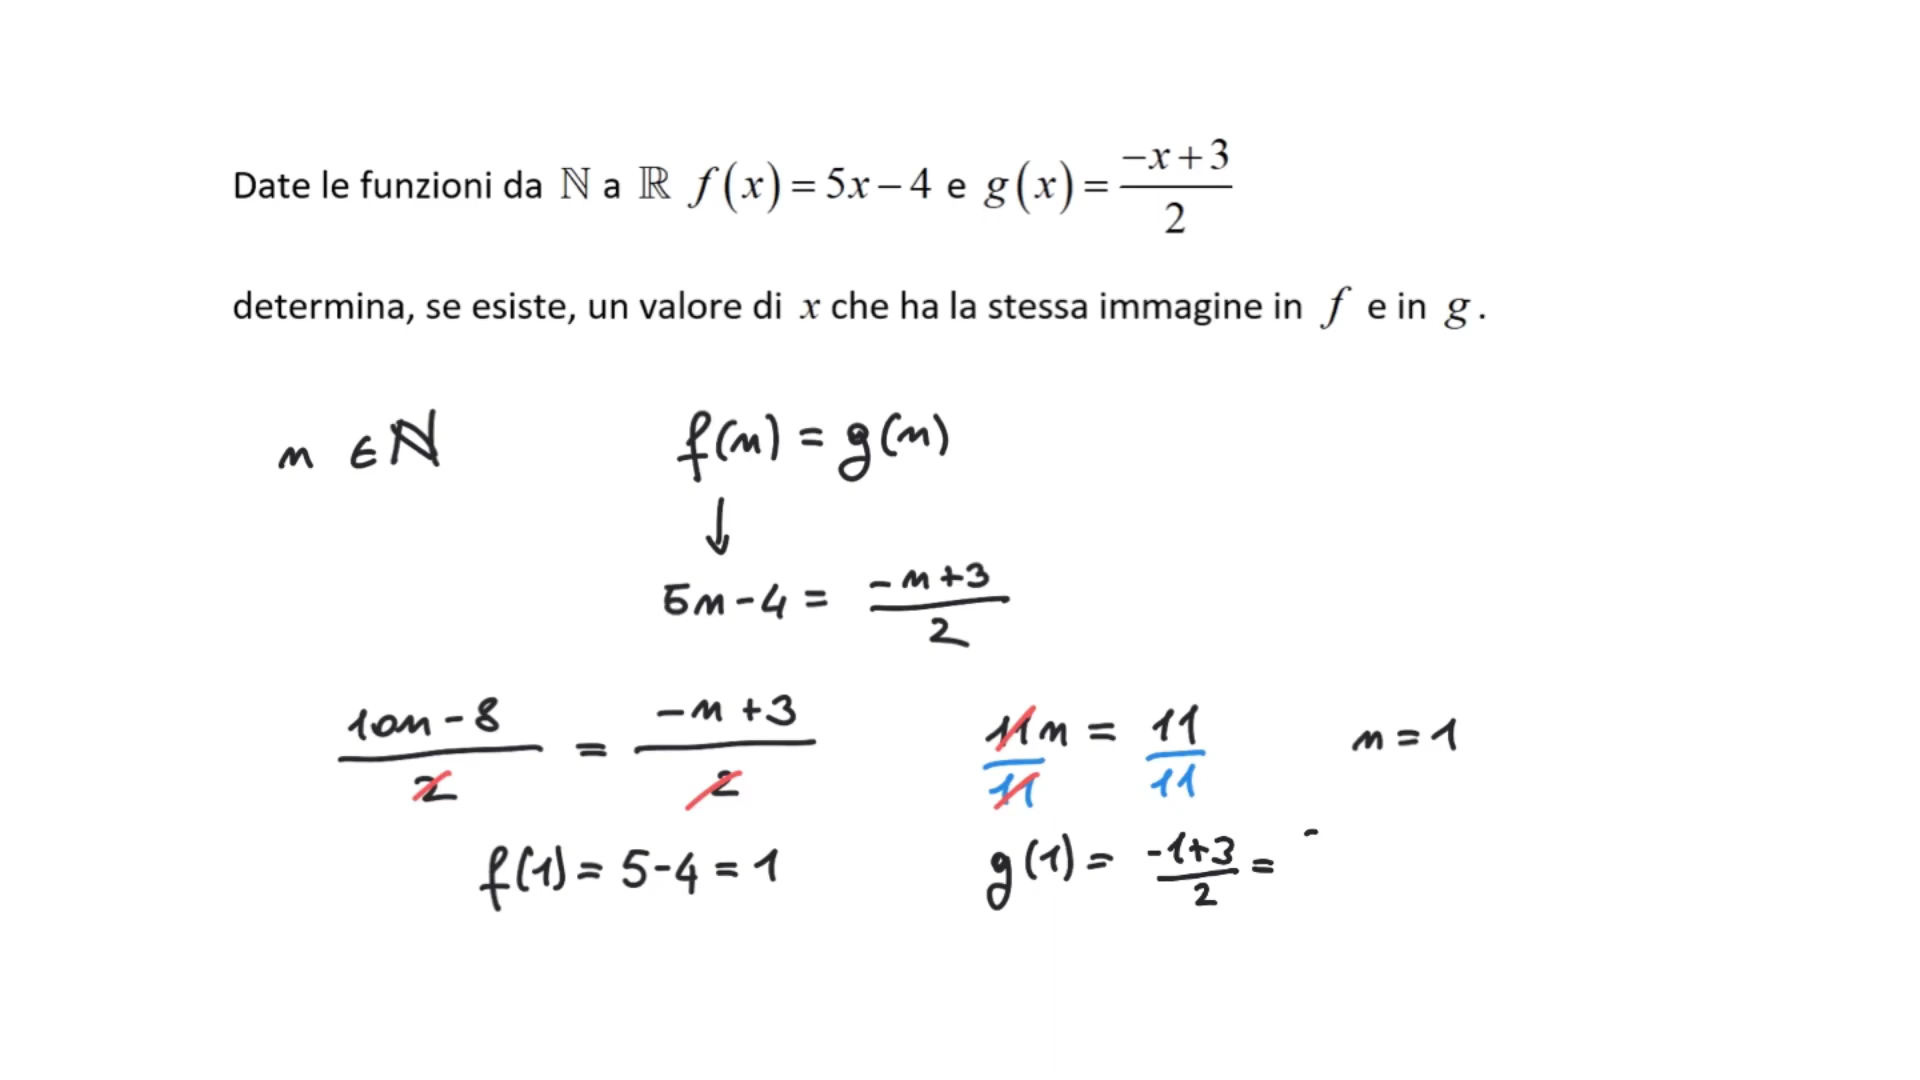 Date le funzioni da ℕ a ℝ f(x) = 5x − 4 e g(x) = (−x + 3)/2
determina, se esiste, un valore di x che ha la stessa immagine in f e in g.
n ∈ ℕ f(n) = g(n)
↓
5n − 4 = (−n + 3)/2
(10n − 8)/2 = (−n + 3)/2 11n/11 = 11/11 n = 1
f(1) = 5 − 4 = 1 g(1) = (−1 + 3)/2 =